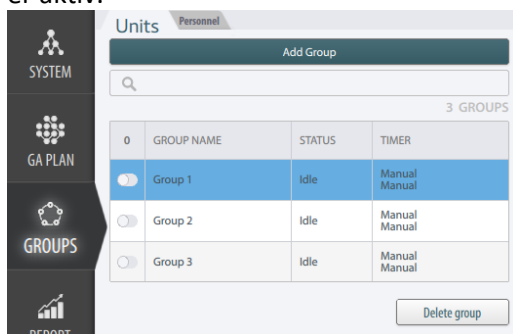 er aktiv.
Units Personnel
Add Group
SYSTEM
3 GROUPS
0 GROUP NAME STATUS TIMER
GA PLAN
Group 1 Idle Manual
Manual
Group 2 Idle Manual
Manual
GROUPS
Group 3 Idle Manual
Manual
Delete group
REPORT